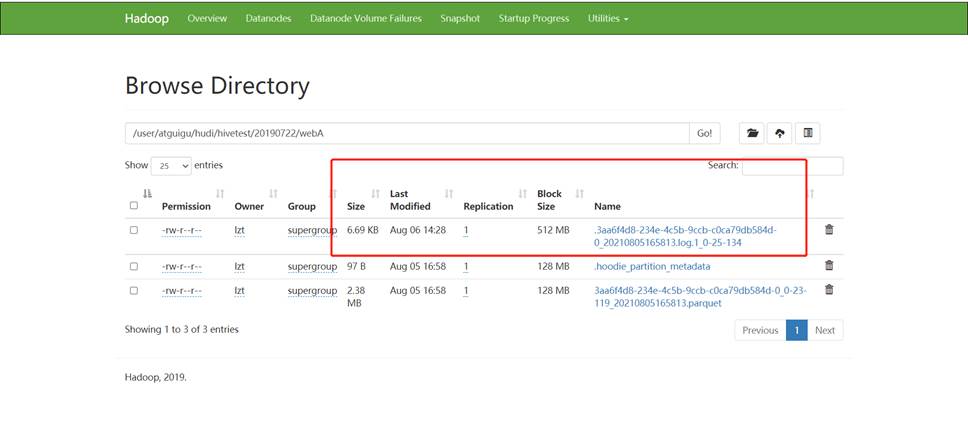 Hadoop Overview Datanodes Datanode Volume Failures Snapshot Startup Progress Utilities
Browse Directory
/user/atguigu/hudi/hivetest/20190722/webA Go!
Show 25 entries Search:
Permission Owner Group Size Last Modified Replication Block Size Name
-rw-r--r-- lzt supergroup 6.69 KB Aug 06 14:28 1 512 MB .3aa6f4d8-234e-4c5b-9ccb-c0ca79db584d-
0_20210805165813.log.1_0-25-134
-rw-r--r-- lzt supergroup 97 B Aug 05 16:58 1 128 MB .hoodie_partition_metadata
-rw-r--r-- lzt supergroup 2.38 MB Aug 05 16:58 1 128 MB 3aa6f4d8-234e-4c5b-9ccb-c0ca79db584d-0_0-23-
119_20210805165813.parquet
Showing 1 to 3 of 3 entries Previous 1 Next
Hadoop, 2019.